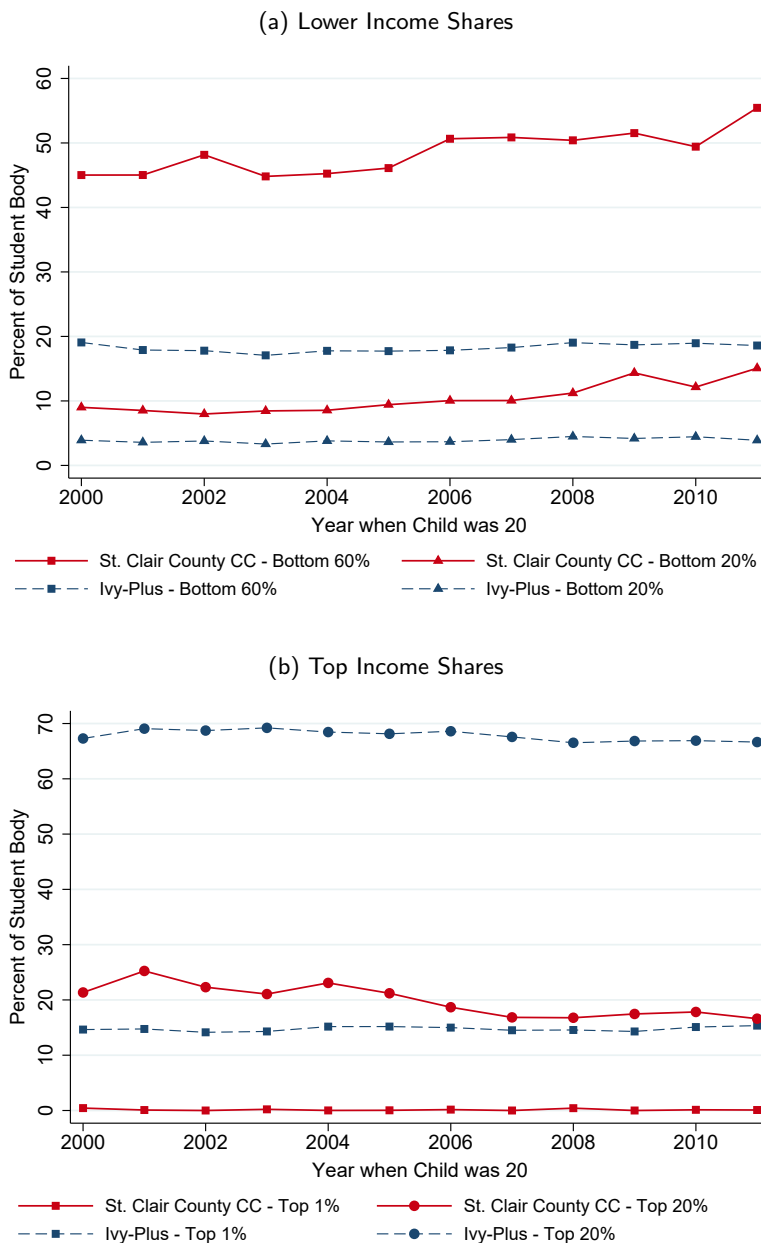 (a) Lower Income Shares
60
50
40
30
20
10
0
Percent of Student Body
2000 2002 2004 2006 2008 2010
Year when Child was 20
St. Clair County CC - Bottom 60% St. Clair County CC - Bottom 20%
Ivy-Plus - Bottom 60% Ivy-Plus - Bottom 20%
(b) Top Income Shares
70
60
50
40
30
20
10
0
Percent of Student Body
2000 2002 2004 2006 2008 2010
Year when Child was 20
St. Clair County CC - Top 1% St. Clair County CC - Top 20%
Ivy-Plus - Top 1% Ivy-Plus - Top 20%